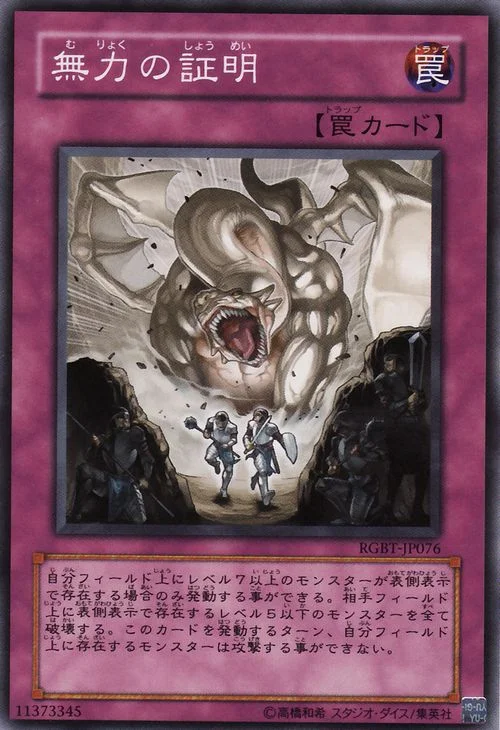 無力の証明
罠
【罠カード】
RGBT-JP076
自分フィールド上にレベル7以上のモンスターが表側表示
で存在する場合のみ発動する事ができる。相手フィールド
上に表側表示で存在するレベル5以下のモンスターを全て
破壊する。このカードを発動するターン、自分フィールド
上に存在するモンスターは攻撃する事ができない。
11373345
©高橋和希 スタジオ・ダイス/集英社